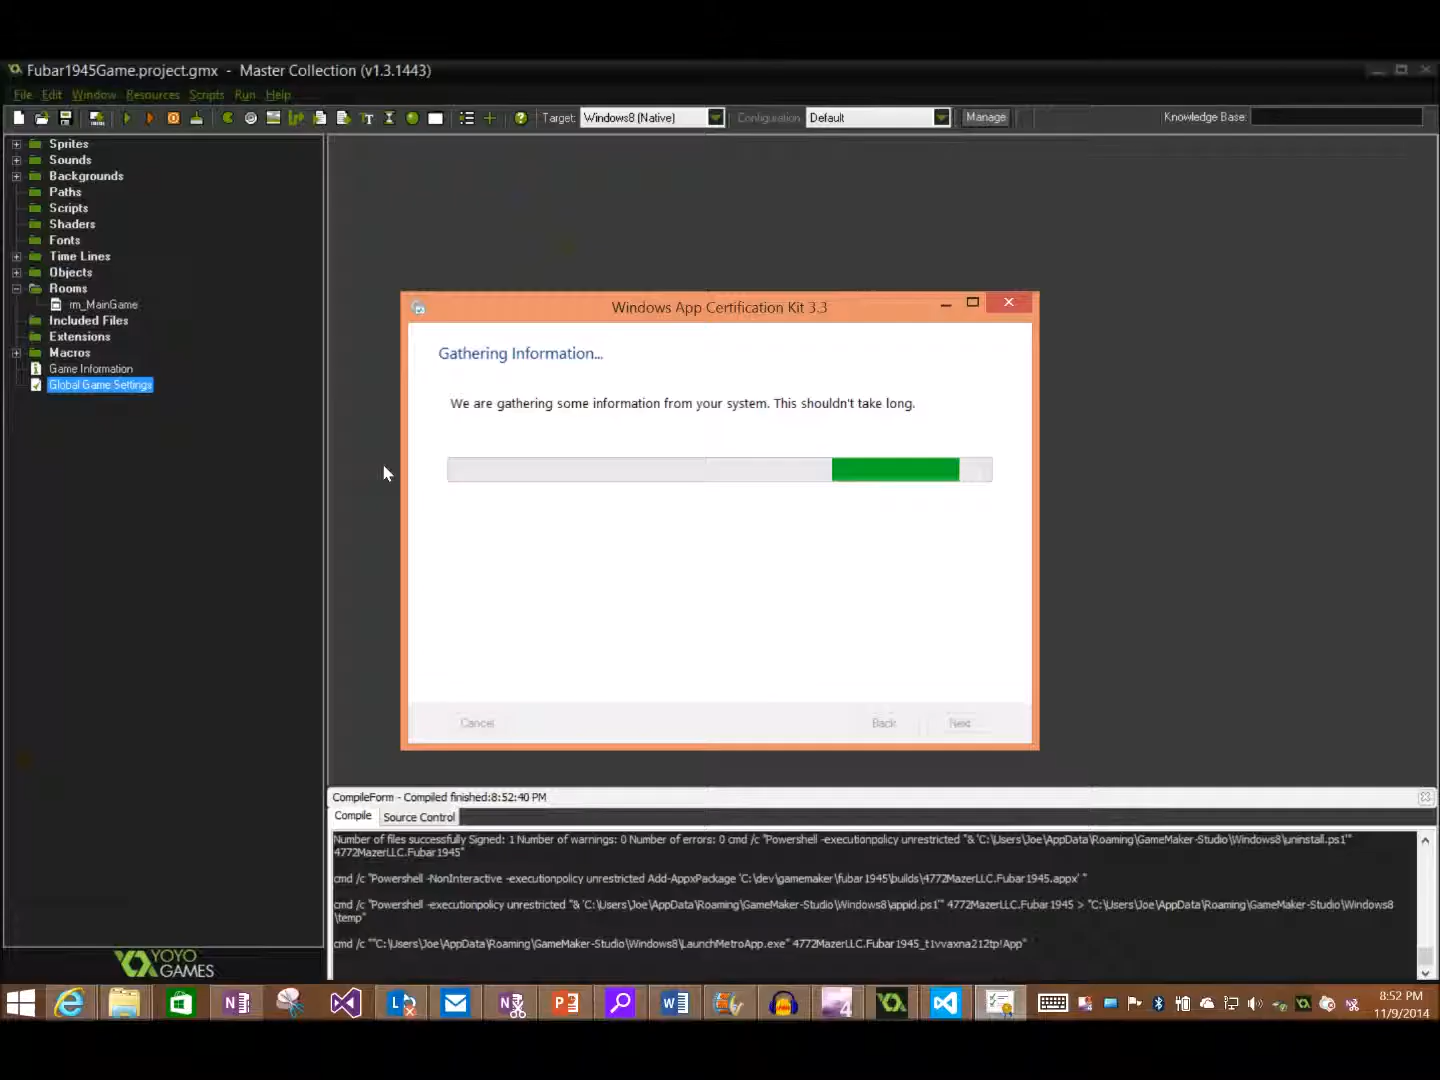 Fubar1945Game.project.gmx - Master Collection (v1.3.1443)
File Edit Window Resources Scripts Run Help
Target: Windows8 (Native) Configuration Default Manage Knowledge Base:
Sprites
Sounds
Backgrounds
Paths
Scripts
Shaders
Fonts
Time Lines
Objects
Rooms
rm_MainGame
Included Files
Extensions
Macros
Game Information
Global Game Settings
Windows App Certification Kit 3.3
Gathering Information...
We are gathering some information from your system. This shouldn't take long.
Cancel Back Next
CompileForm - Compiled finished:8:52:40 PM
Compile Source Control
Number of files successfully Signed: 1 Number of warnings: 0 Number of errors: 0 cmd /c "Powershell -executionpolicy unrestricted "& 'C:\Users\Joe\AppData\Roaming\GameMaker-Studio\Windows8\uninstall.ps1'"
4772MazerLLC.Fubar1945"
cmd /c "Powershell -NonInteractive -executionpolicy unrestricted Add-AppxPackage 'C:\dev\gamemaker\fubar1945\builds\4772MazerLLC.Fubar1945.appx' "
cmd /c "Powershell -executionpolicy unrestricted "& 'C:\Users\Joe\AppData\Roaming\GameMaker-Studio\Windows8\appid.ps1'" 4772MazerLLC.Fubar1945 > "C:\Users\Joe\AppData\Roaming\GameMaker-Studio\Windows8
\temp"
cmd /c ""C:\Users\Joe\AppData\Roaming\GameMaker-Studio\Windows8\LaunchMetroApp.exe" 4772MazerLLC.Fubar1945_t1vvaxna212tp!App"
YOYO
GAMES
8:52 PM
11/9/2014